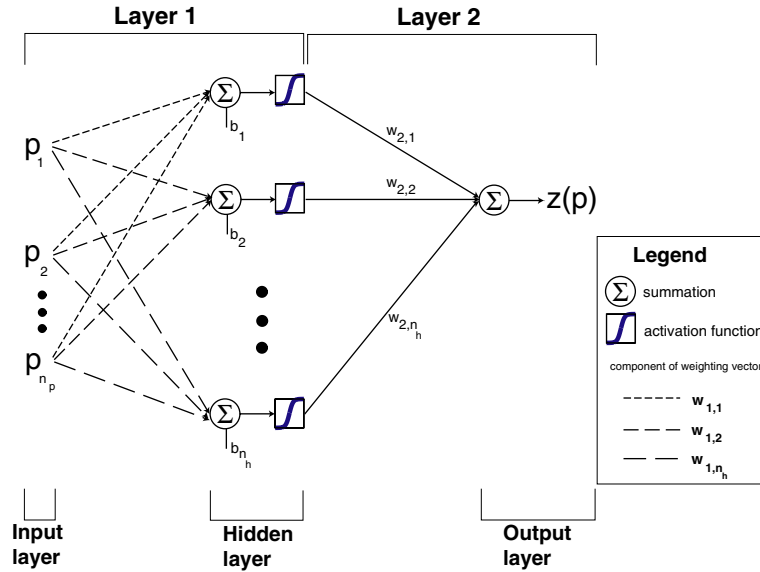 Layer 1
Layer 2
p1
p2
pnp
Σ
b1
Σ
b2
Σ
bnh
w2,1
w2,2
w2,nh
Σ
z(p)
Legend
Σ summation
activation function
component of weighting vector
w1,1
w1,2
w1,nh
Input
layer
Hidden
layer
Output
layer